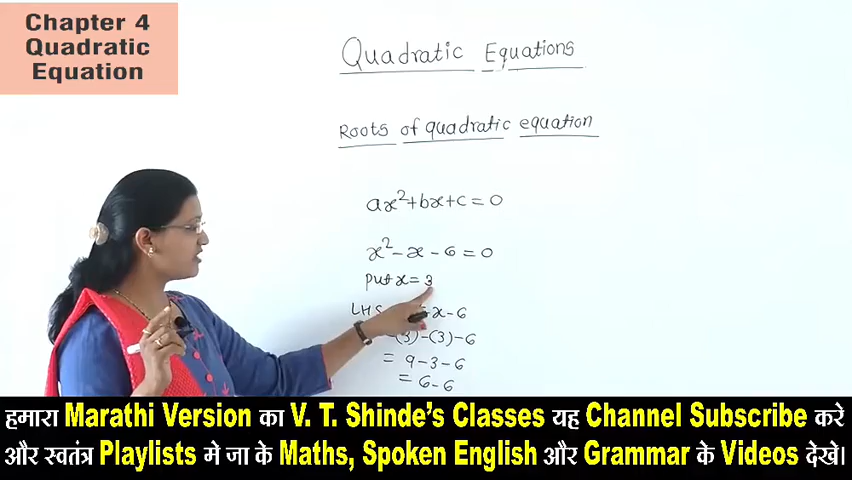 Chapter 4
Quadratic
Equation
Quadratic Equations
Roots of quadratic equation
ax²+bx+c=0
x²-x-6=0
Put x=3
LHS x-6
(3)-(3)-6
= 9-3-6
= 6-6
हमारा Marathi Version का V. T. Shinde's Classes यह Channel Subscribe करे
और स्वतंत्र Playlists मे जा के Maths, Spoken English और Grammar के Videos देखे।